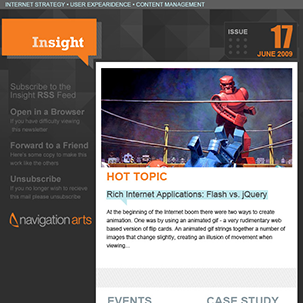 INTERNET STRATEGY • USER EXPEARIDENCE • CONTENT MANAGEMENT
Insight
ISSUE 17
JUNE 2009
Subscribe to the
Insight RSS Feed
Open in a Browser
If you have difficulty viewing
this newsletter
Forward to a Friend
Here's some copy to make this
work like the others
Unsubscribe
If you no longer wish to receive
this mail please unsubscribe
navigationarts
HOT TOPIC
Rich Internet Applications: Flash vs. jQuery
At the beginning of the Internet boom there were two ways to create
animation. One was by using an animated gif - a very rudimentary web
based version of flip cards. An animated gif strings together a number of
images that change slightly, creating an illusion of movement when
viewing...
EVENTS
CASE STUDY